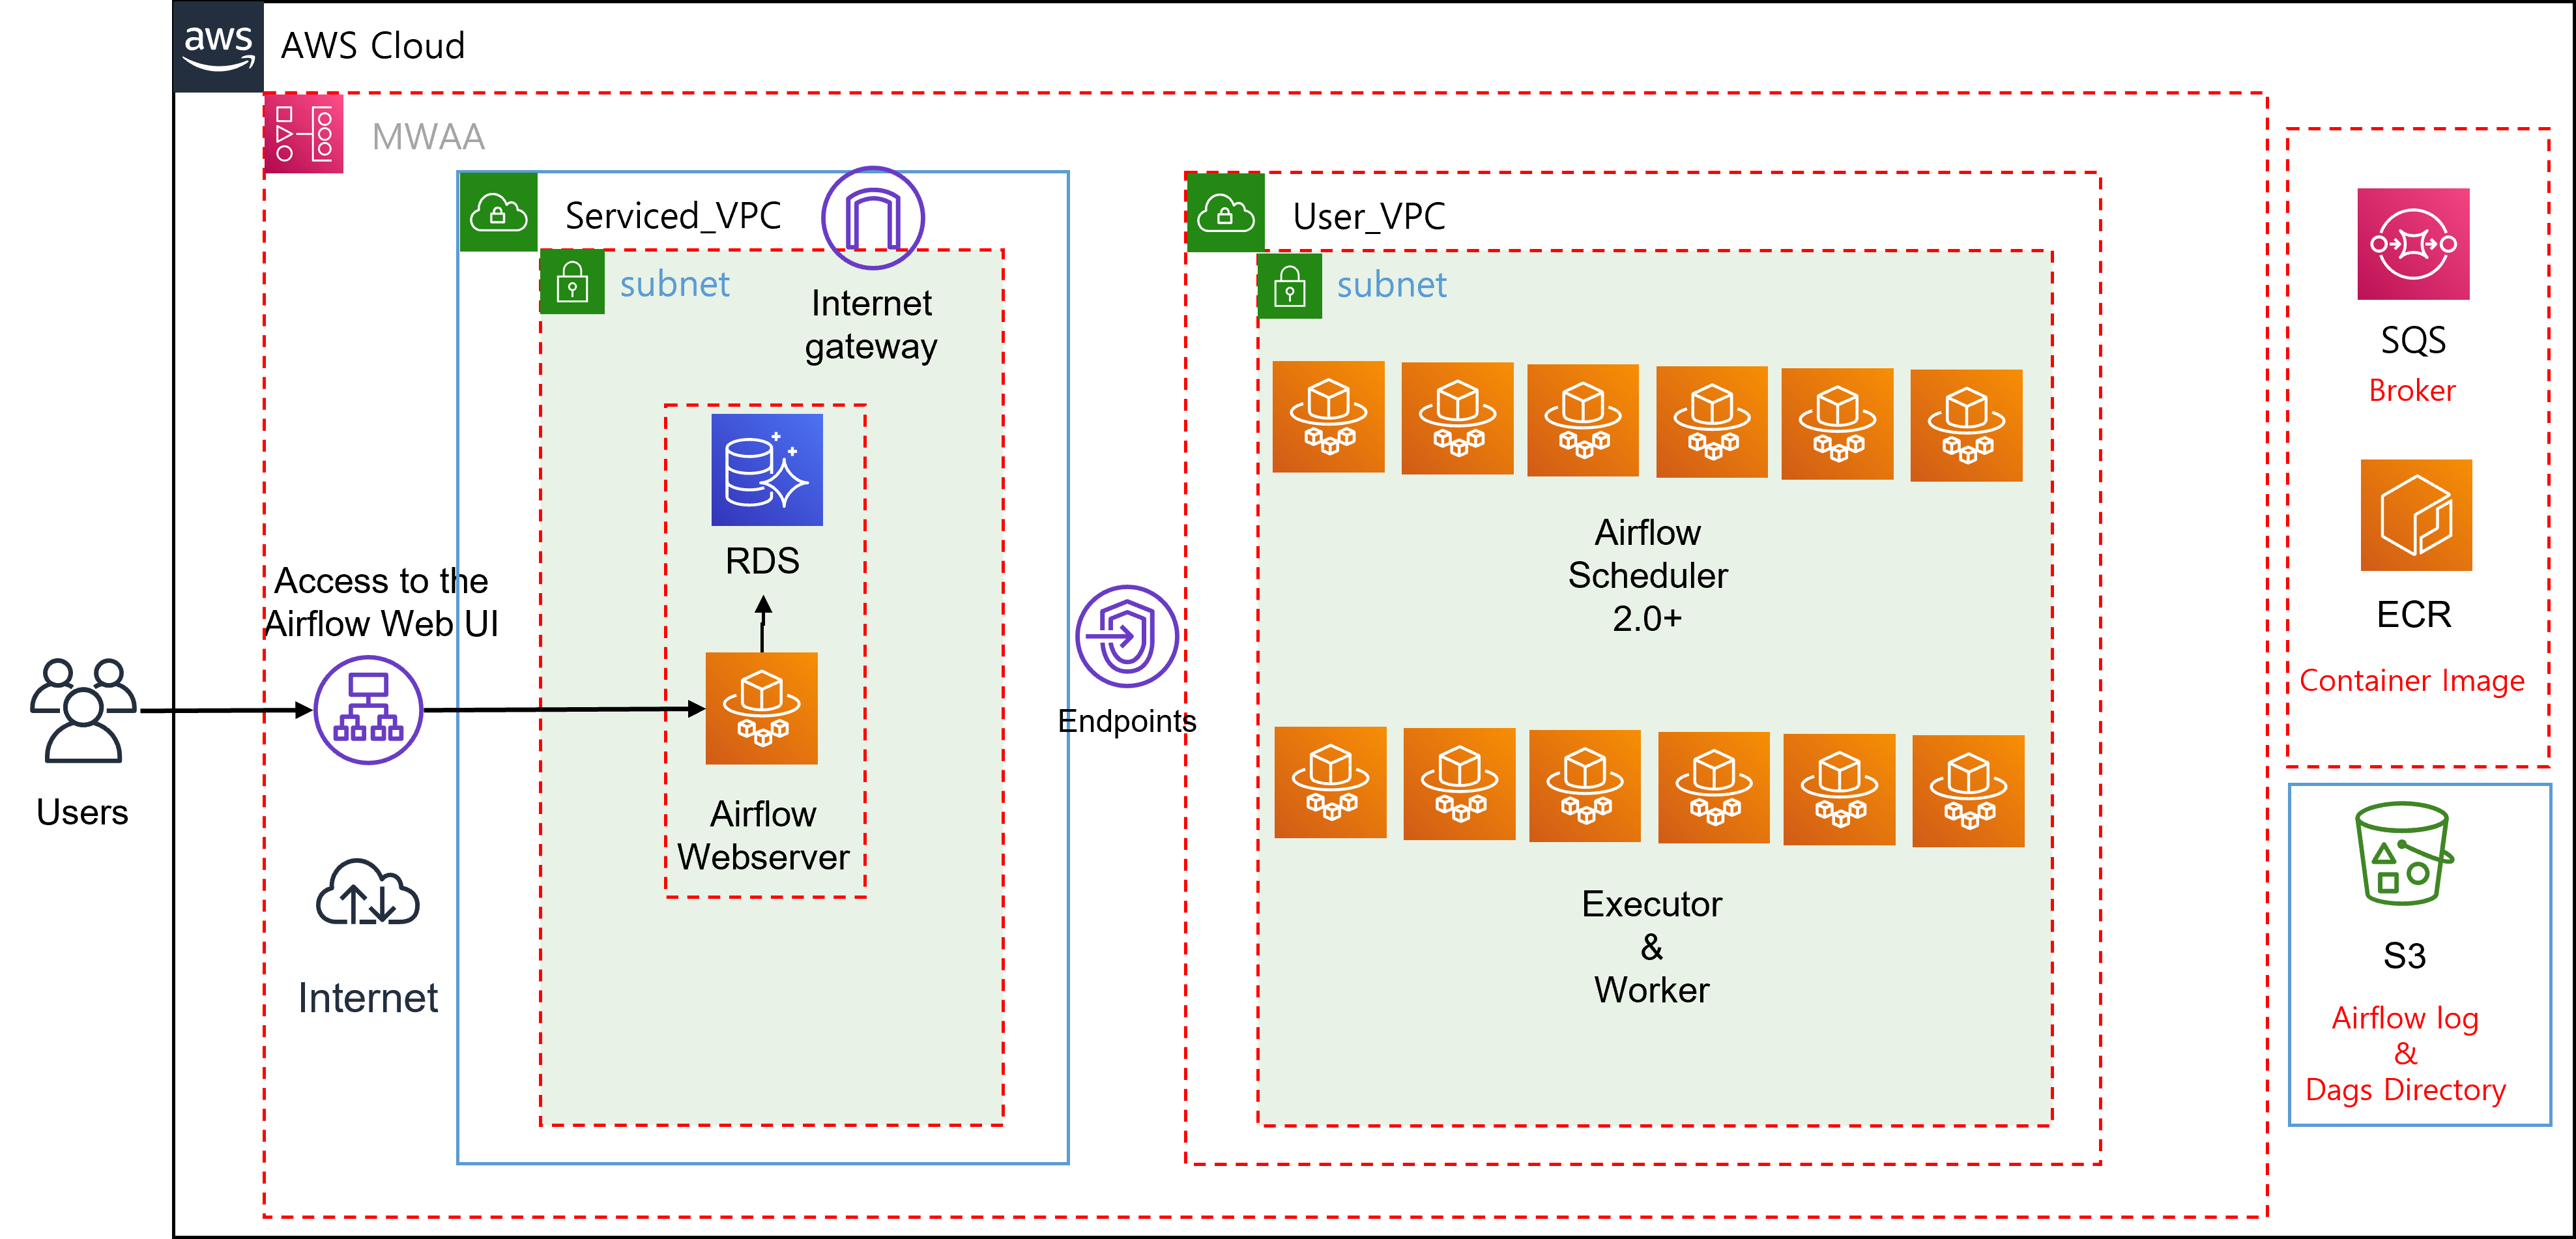 aws
AWS Cloud
MWAA
Serviced_VPC
subnet
Internet
gateway
RDS
Airflow
Webserver
Access to the
Airflow Web UI
Users
Internet
Endpoints
User_VPC
subnet
Airflow
Scheduler
2.0+
Executor
&
Worker
SQS
Broker
ECR
Container Image
S3
Airflow log
&
Dags Directory